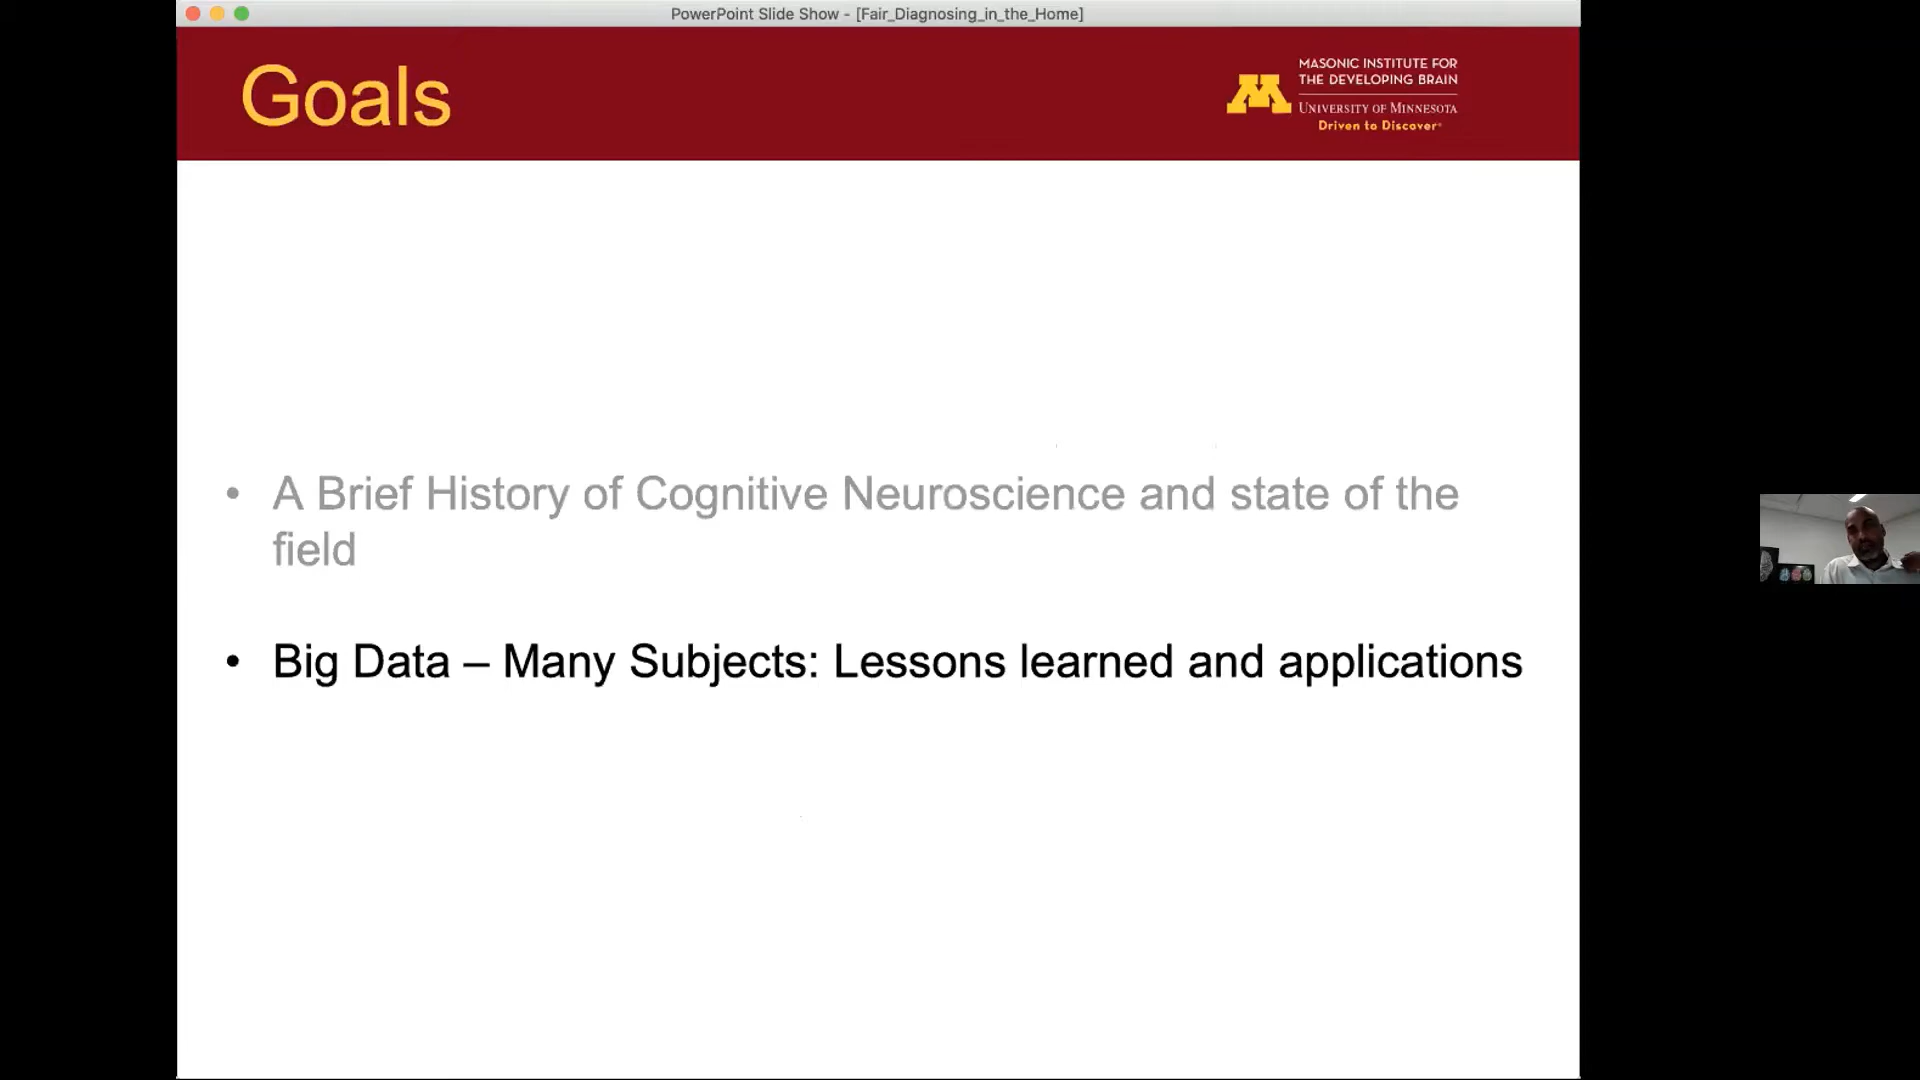 PowerPoint Slide Show - [Fair_Diagnosing_in_the_Home]
Goals
MASONIC INSTITUTE FOR
THE DEVELOPING BRAIN
UNIVERSITY OF MINNESOTA
Driven to Discover®
• A Brief History of Cognitive Neuroscience and state of the
field
• Big Data – Many Subjects: Lessons learned and applications